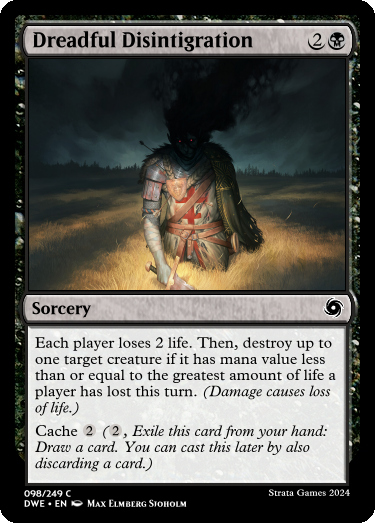 Dreadful Disintigration 2
Sorcery
Each player loses 2 life. Then, destroy up to
one target creature if it has mana value less
than or equal to the greatest amount of life a
player has lost this turn. (Damage causes loss
of life.)
Cache 2 (2, Exile this card from your hand:
Draw a card. You can cast this later by also
discarding a card.)
098/249 C
DWE • EN Max Elmberg Sjoholm
Strata Games 2024